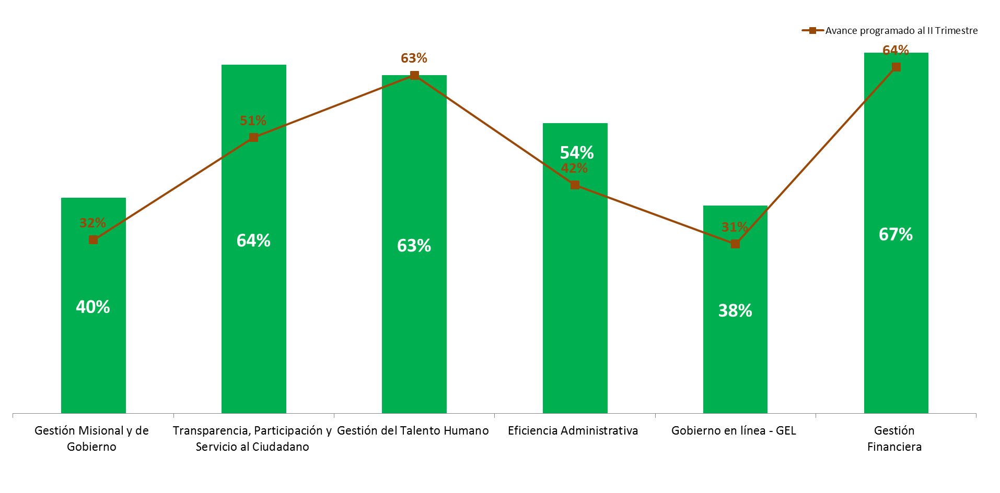 Avance programado al II Trimestre
64%
63%
51%
54%
42%
32%
31%
64%
63%
67%
40%
38%
Gestión Misional y de
Gobierno
Transparencia, Participación y
Servicio al Ciudadano
Gestión del Talento Humano
Eficiencia Administrativa
Gobierno en línea - GEL
Gestión
Financiera